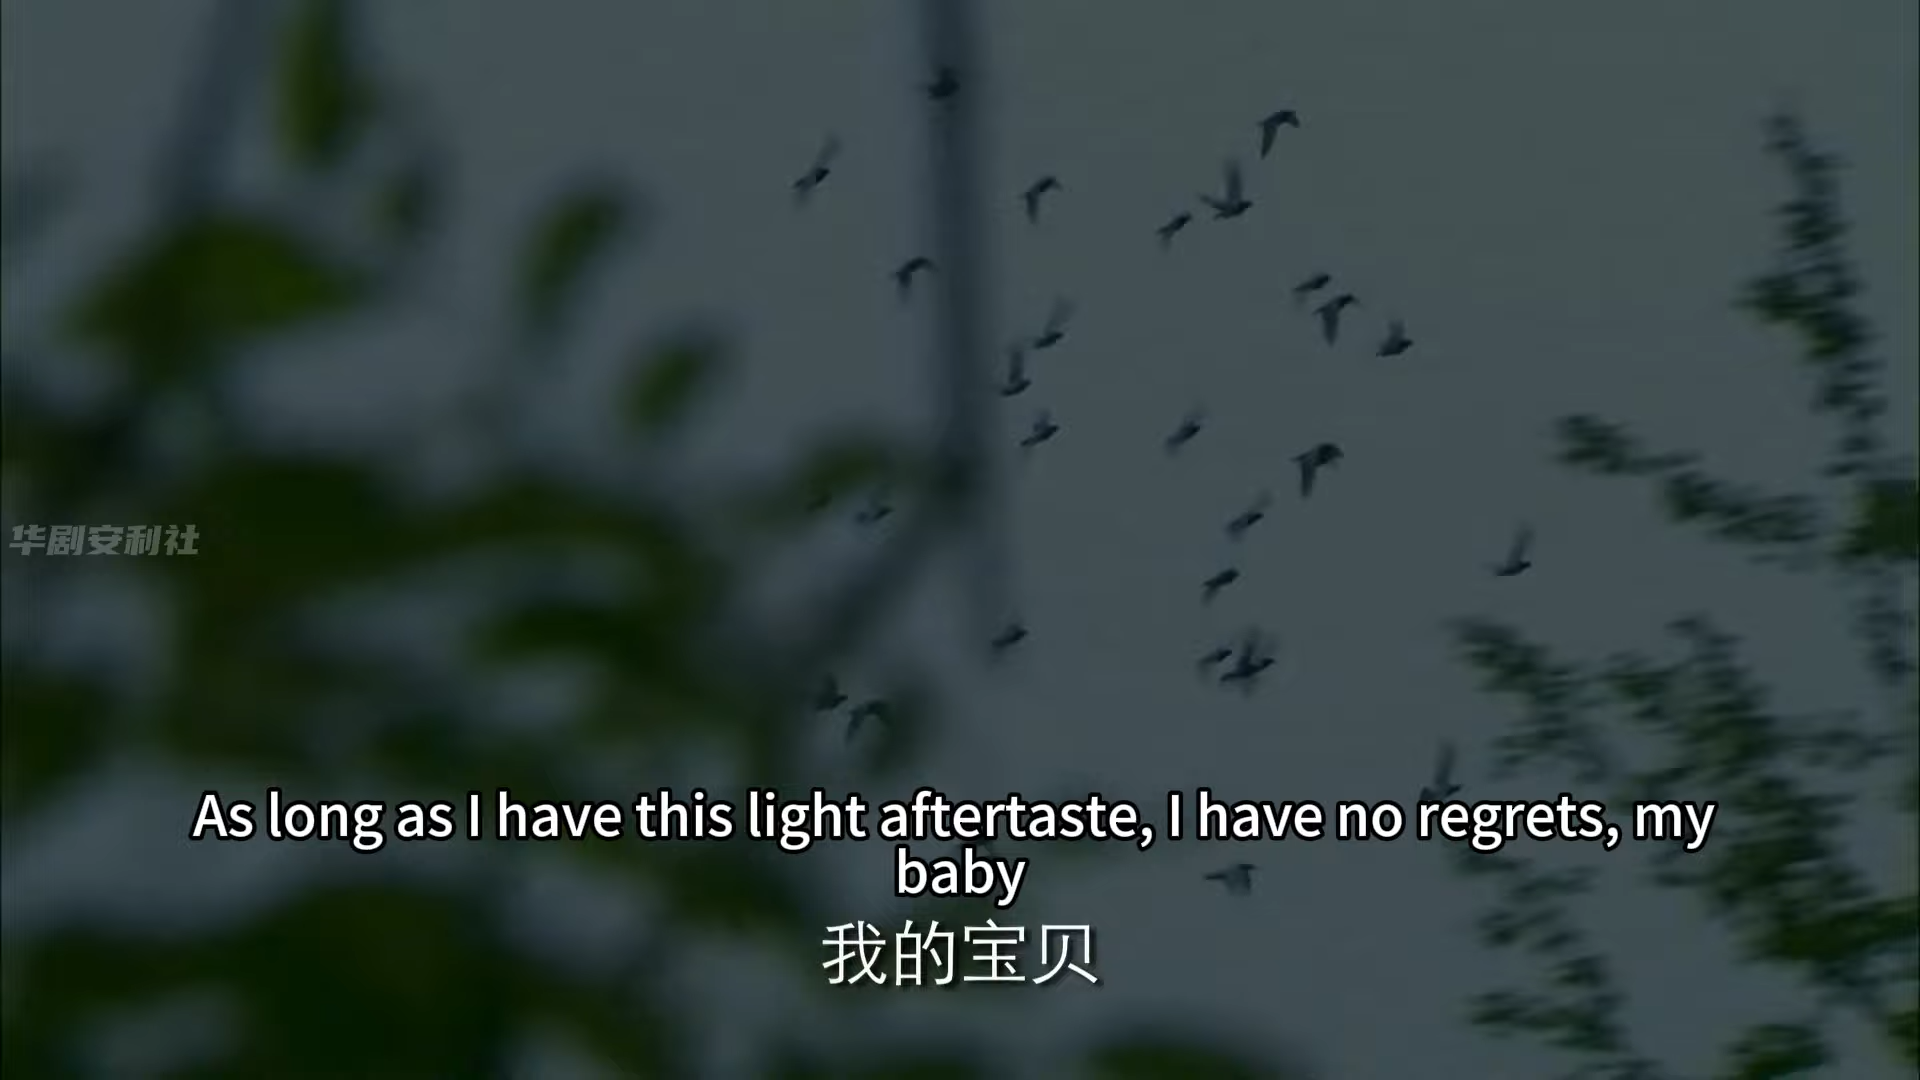 华剧安利社
As long as I have this light aftertaste, I have no regrets, my
baby
我的宝贝